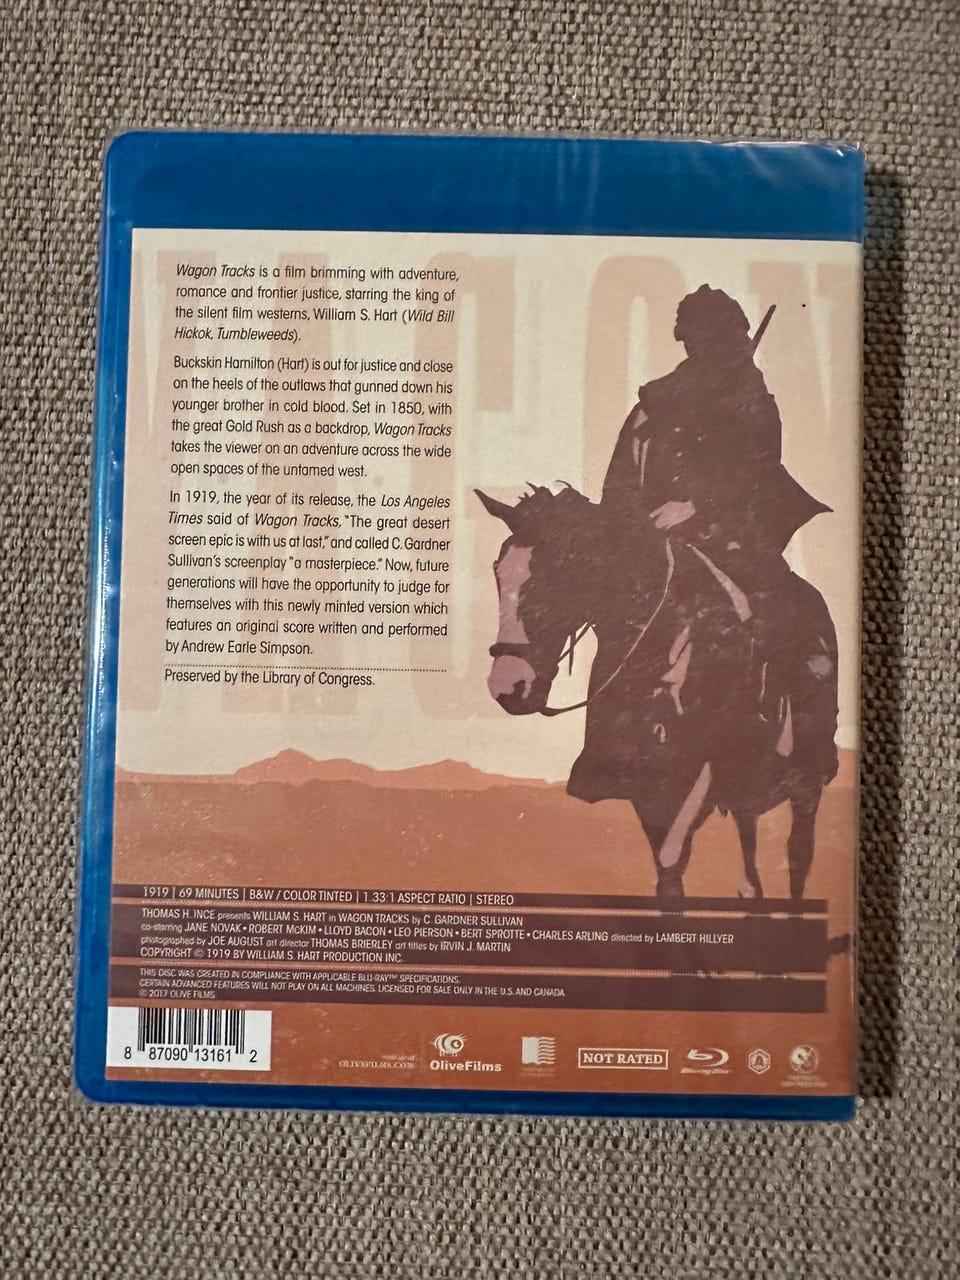 Wagon Tracks is a film brimming with adventure,
romance and frontier justice, starring the king of
the silent film westerns, William S. Hart (Wild Bill
Hickok, Tumbleweeds).
Buckskin Hamilton (Hart) is out for justice and close
on the heels of the outlaws that gunned down his
younger brother in cold blood. Set in 1850, with
the great Gold Rush as a backdrop, Wagon Tracks
takes the viewer on an adventure across the wide
open spaces of the untamed west.
In 1919, the year of its release, the Los Angeles
Times said of Wagon Tracks, "The great desert
screen epic is with us at last," and called C. Gardner
Sullivan's screenplay "a masterpiece." Now, future
generations will have the opportunity to judge for
themselves with this newly minted version which
features an original score written and performed
by Andrew Earle Simpson.
Preserved by the Library of Congress.
1919 | 69 MINUTES | B&W / COLOR TINTED | 1 33:1 ASPECT RATIO | STEREO
THOMAS H. INCE presents WILLIAM S. HART in WAGON TRACKS by C. GARDNER SULLIVAN
co-starring JANE NOVAK • ROBERT McKIM • LLOYD BACON • LEO PIERSON • BERT SPROTTE • CHARLES ARLING directed by LAMBERT HILLYER
photographed by JOE AUGUST art director THOMAS BRIERLEY art titles by IRVIN J. MARTIN
COPYRIGHT © 1919 BY WILLIAM S. HART PRODUCTION INC.
THIS DISC WAS CREATED IN COMPLIANCE WITH APPLICABLE BLU-RAY™ SPECIFICATIONS.
CERTAIN ADVANCED FEATURES WILL NOT PLAY ON ALL MACHINES. LICENSED FOR SALE ONLY IN THE U.S. AND CANADA.
© 2017 OLIVE FILMS
8 87090 13161 2
OLIVEFILMS.COM
OliveFilms
NOT RATED
Blu-ray Disc
WAGON